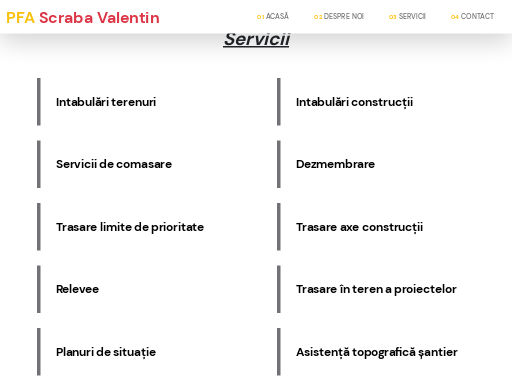 PFA Scraba Valentin
01 ACASĂ 02 DESPRE NOI 03 SERVICII 04 CONTACT
Servicii
Intabulări terenuri
Intabulări construcții
Servicii de comasare
Dezmembrare
Trasare limite de prioritate
Trasare axe construcții
Relevee
Trasare în teren a proiectelor
Planuri de situație
Asistență topografică șantier